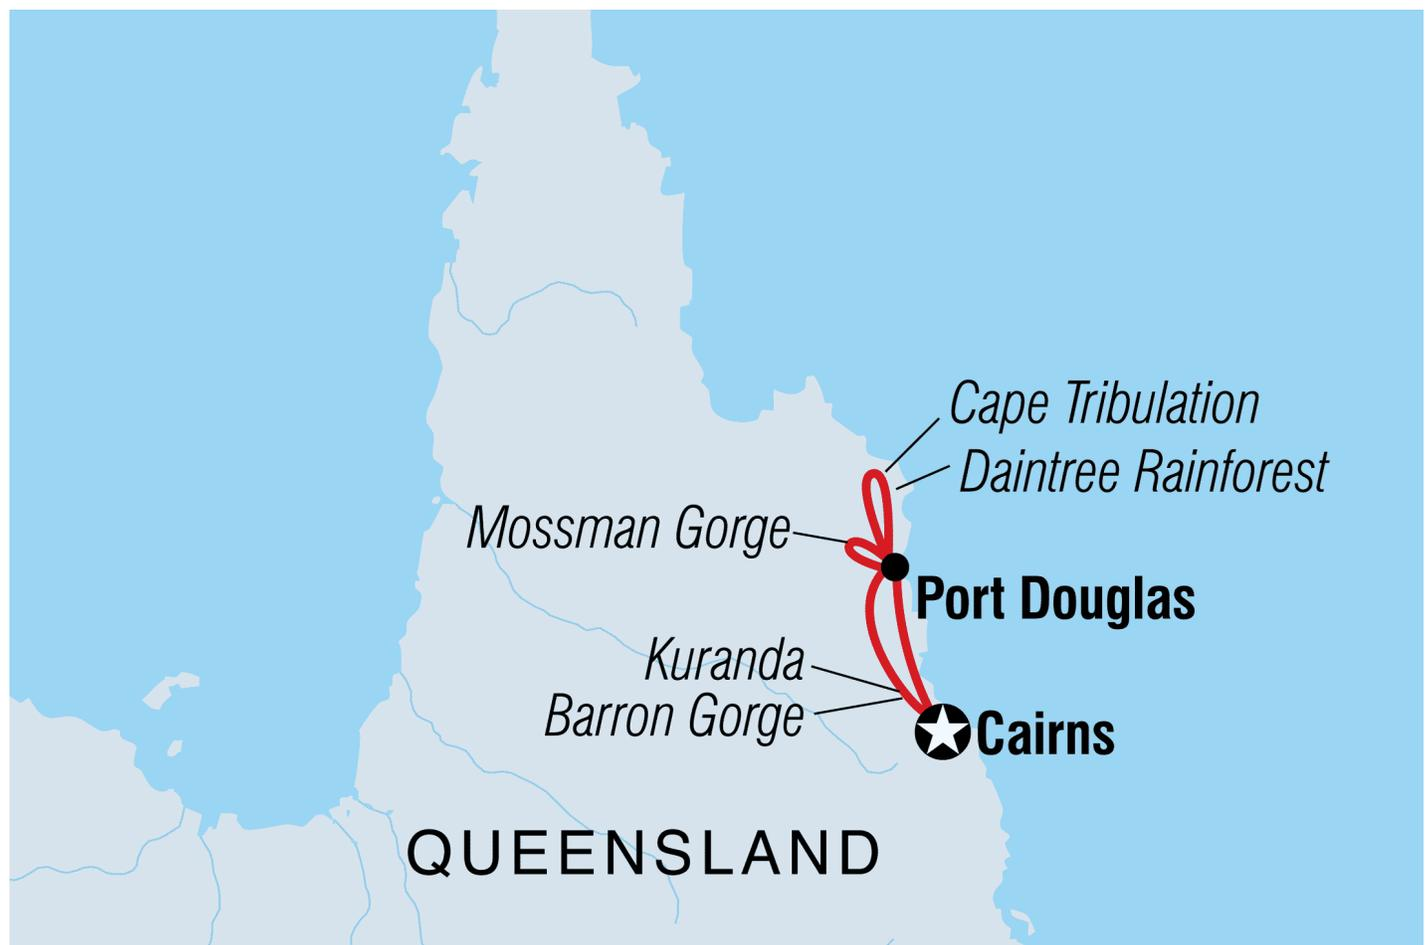 Cape Tribulation
Daintree Rainforest
Mossman Gorge
Port Douglas
Kuranda
Barron Gorge
Cairns
QUEENSLAND